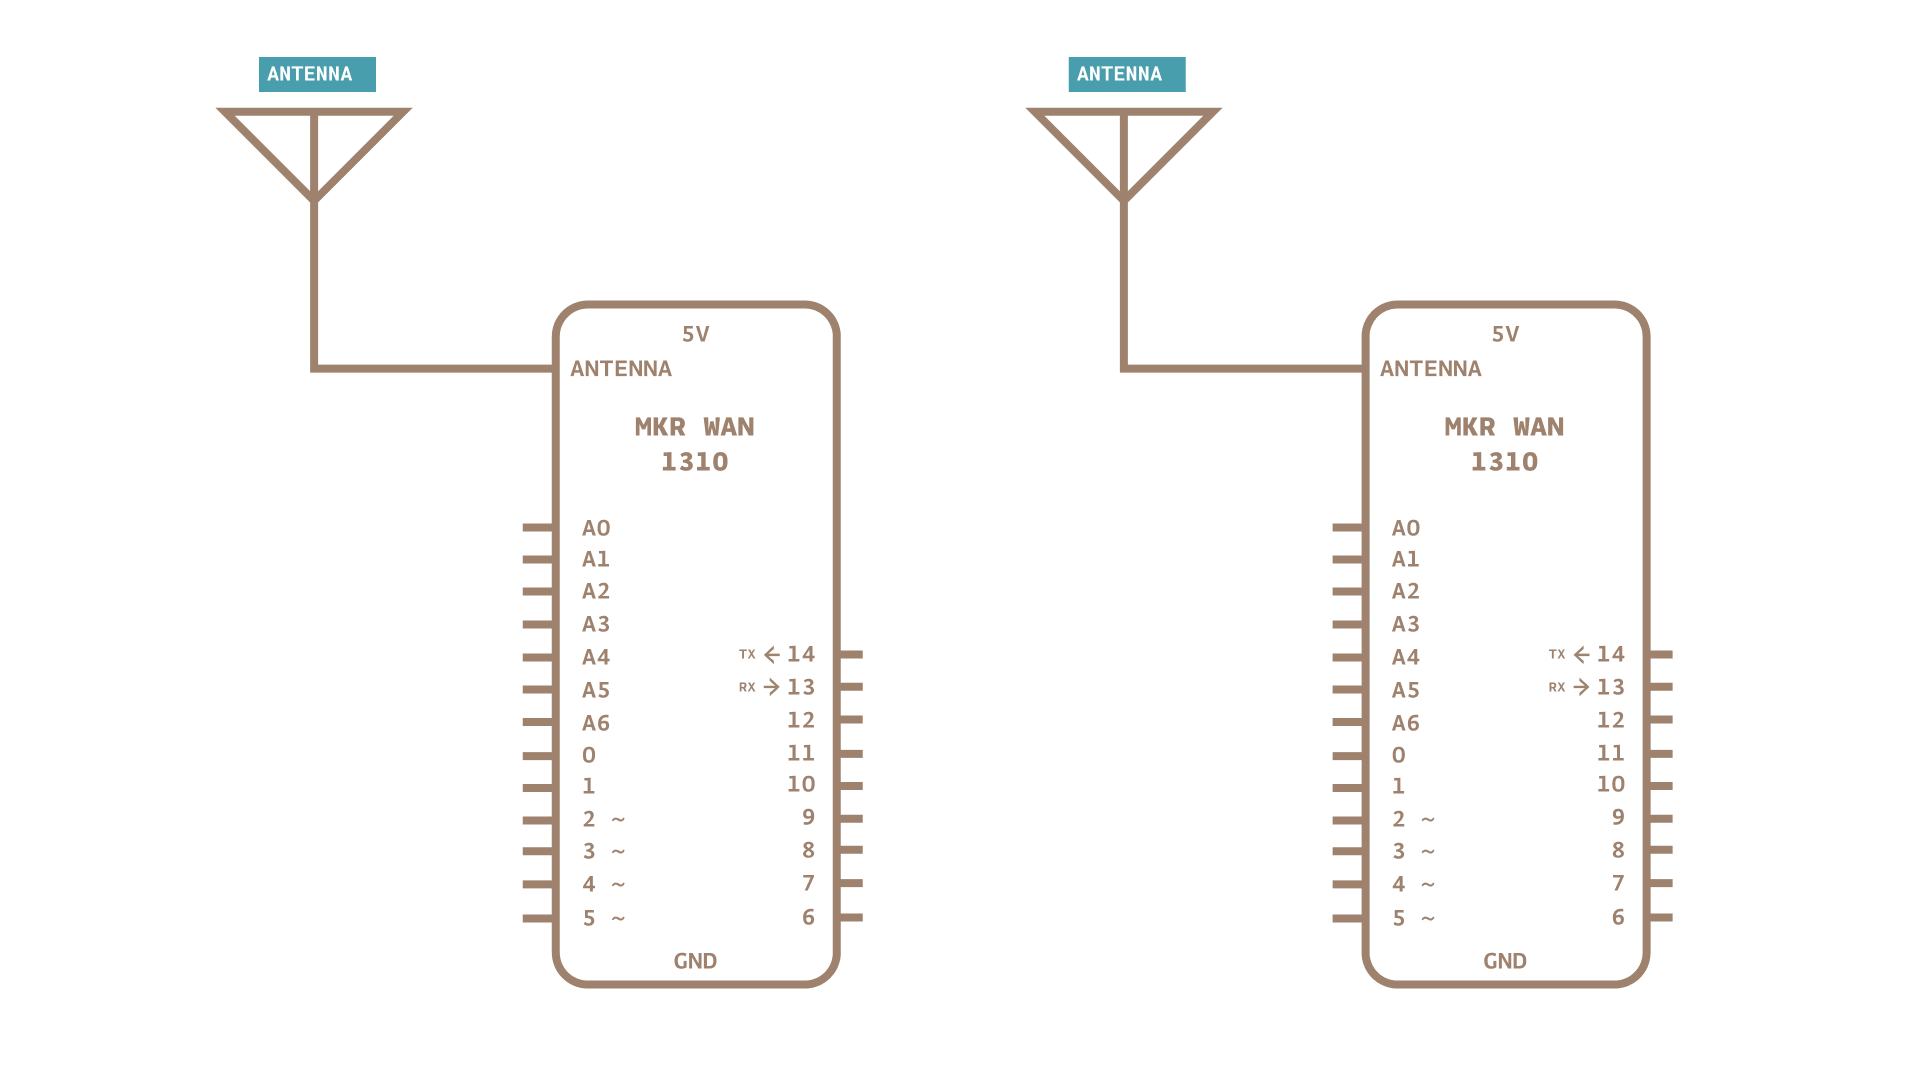 ANTENNA
5V
ANTENNA
MKR WAN
1310
A0
A1
A2
A3
A4
A5
A6
0
1
2 ~
3 ~
4 ~
5 ~
TX ← 14
RX → 13
12
11
10
9
8
7
6
GND
ANTENNA
5V
ANTENNA
MKR WAN
1310
A0
A1
A2
A3
A4
A5
A6
0
1
2 ~
3 ~
4 ~
5 ~
TX ← 14
RX → 13
12
11
10
9
8
7
6
GND